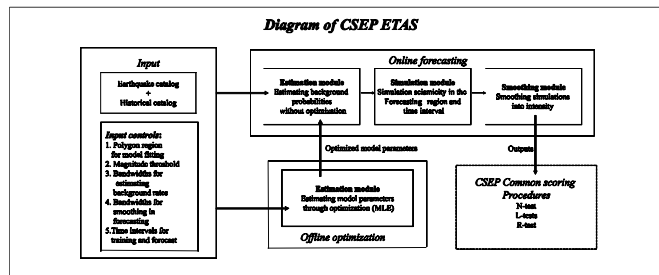 Diagram of CSEP ETAS
Input
Earthquake catalog
+
Historical catalog
Input controls:
1. Polygon region
for model fitting
2. Magnitude threshold
3. Bandwidths for
estimating
background rates
4. Bandwidths for
smoothing in
forecasting
5.Time intervals for
training and forecast
Online forecasting
Estimation module
Estimating background
probabilities
without optimization
Simulation module
Simulation seismicity in the
Forecasting region and
time interval
Smoothing module
Smoothing simulations
into intensity
Optimized model parameters
Outputs
Estimation module
Estimating model parameters
through optimization (MLE)
Offline optimization
CSEP Common scoring
Procedures
N-test
L-tests
R-test